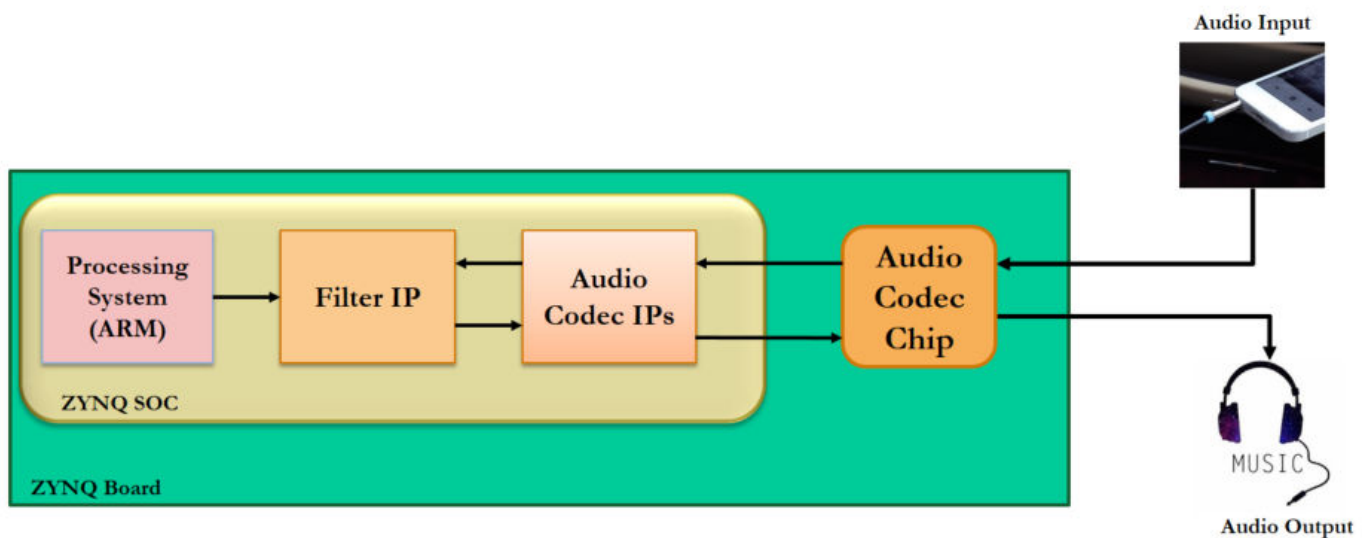 Audio Input
Processing
System
(ARM)
Filter IP
Audio
Codec IPs
Audio
Codec
Chip
ZYNQ SOC
ZYNQ Board
MUSIC
Audio Output